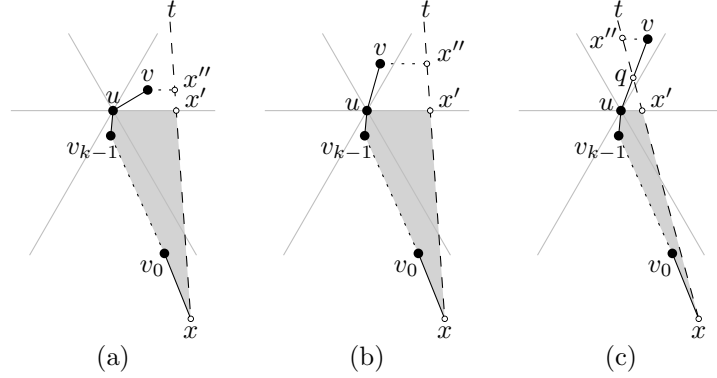 t t t
v x'' u x' v_{k−1} v_0 x
v x'' u x' v_{k−1} v_0 x
x'' v q u x' v_{k−1} v_0 x
(a) (b) (c)